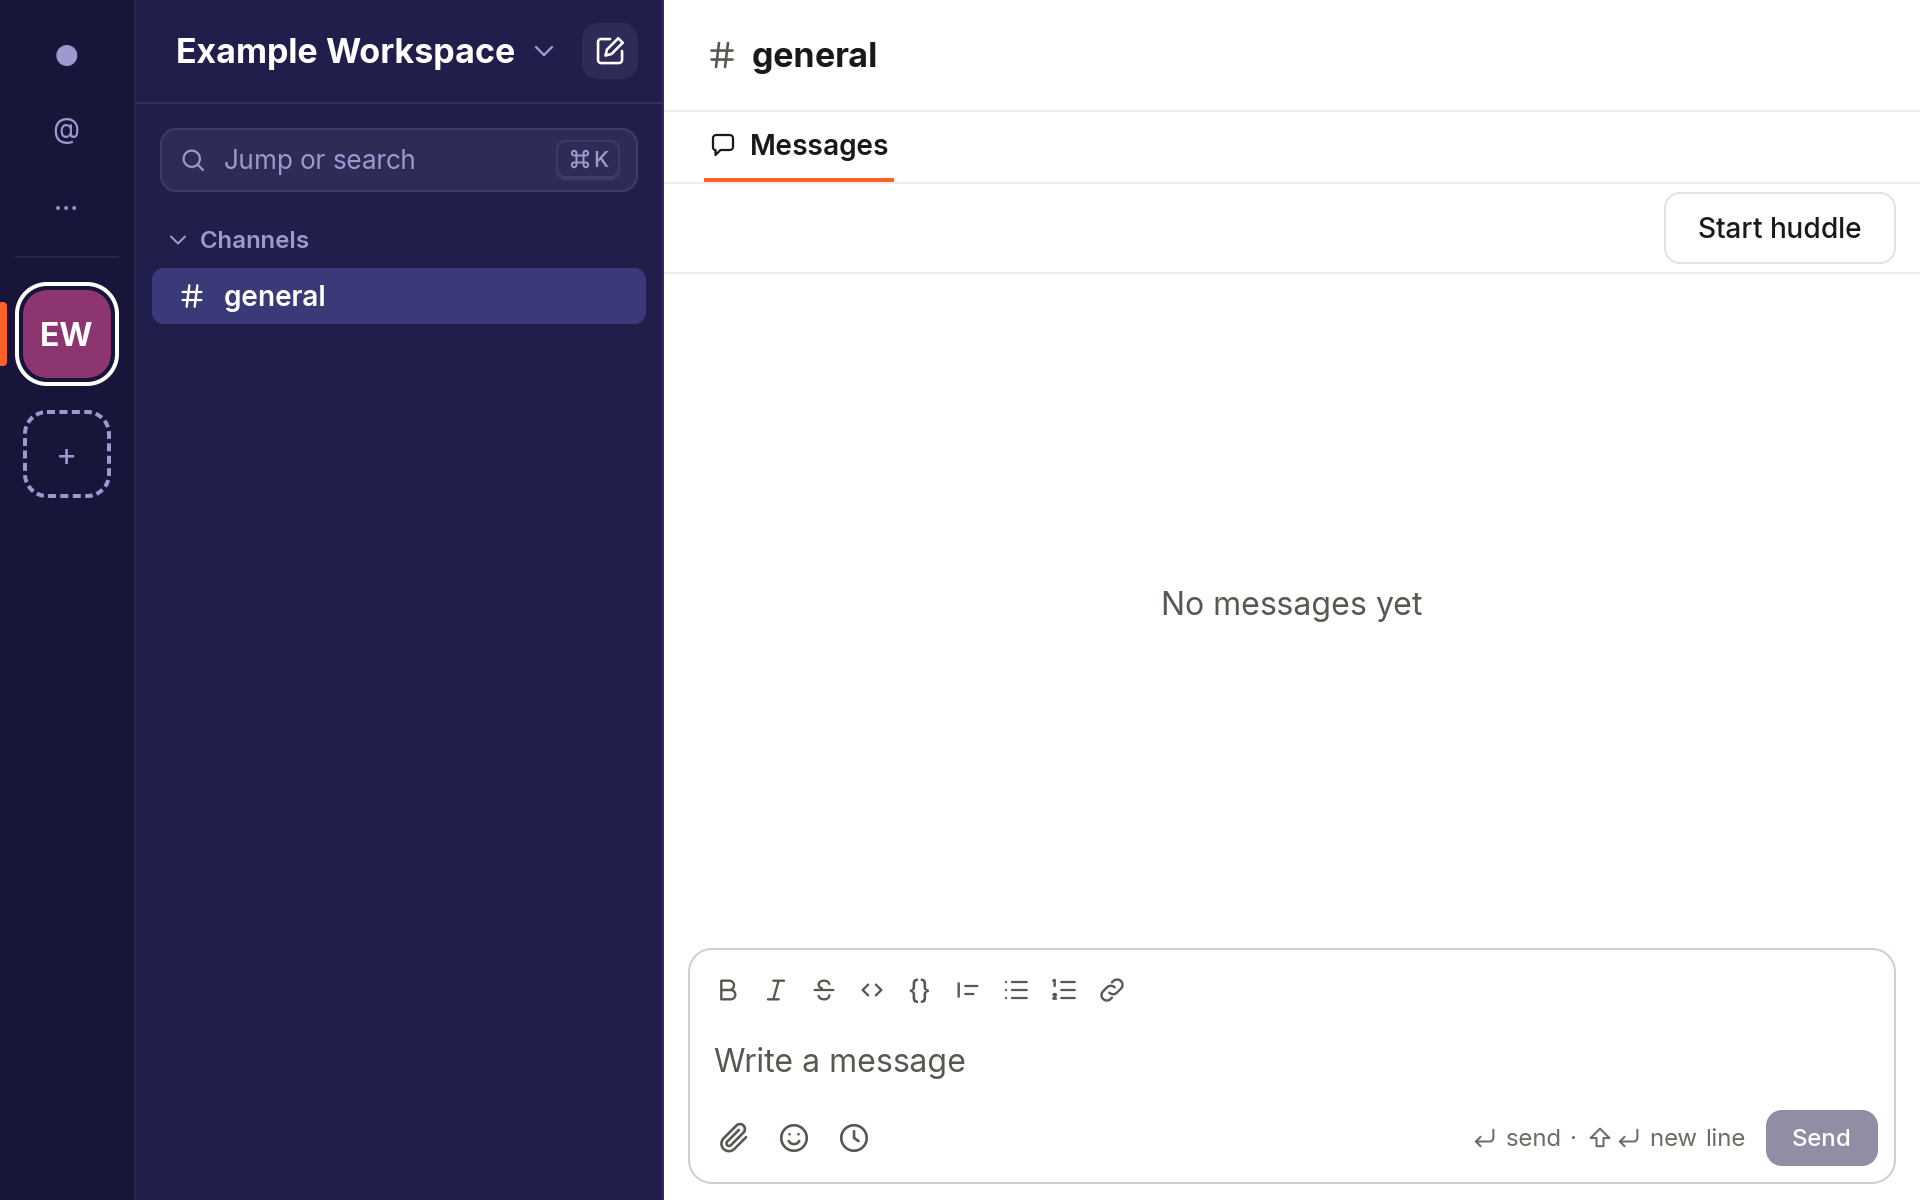 @
...
EW
+
Example Workspace
Jump or search
⌘K
Channels
# general
# general
Messages
Start huddle
No messages yet
Write a message
send · new line
Send